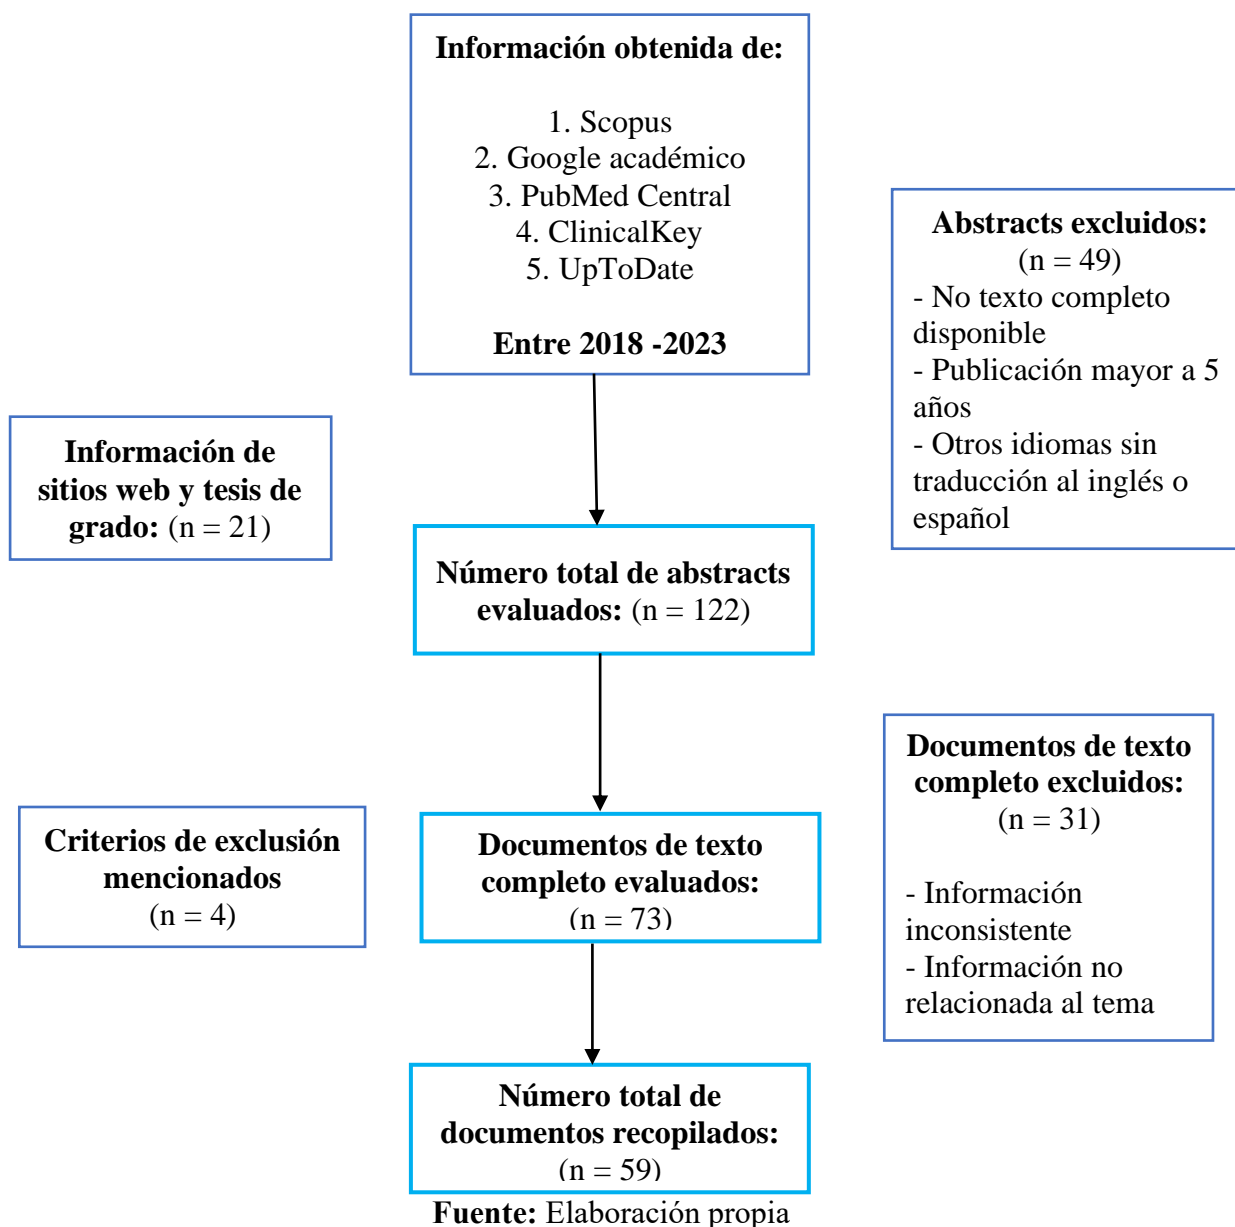 Información obtenida de:
1. Scopus
2. Google académico
3. PubMed Central
4. ClinicalKey
5. UpToDate
Entre 2018 -2023
Abstracts excluidos:
(n = 49)
- No texto completo
disponible
- Publicación mayor a 5
años
- Otros idiomas sin
traducción al inglés o
español
Información de
sitios web y tesis de
grado: (n = 21)
Número total de abstracts
evaluados: (n = 122)
Documentos de texto
completo excluidos:
(n = 31)
- Información
inconsistente
- Información no
relacionada al tema
Criterios de exclusión
mencionados
(n = 4)
Documentos de texto
completo evaluados:
(n = 73)
Número total de
documentos recopilados:
(n = 59)
Fuente: Elaboración propia